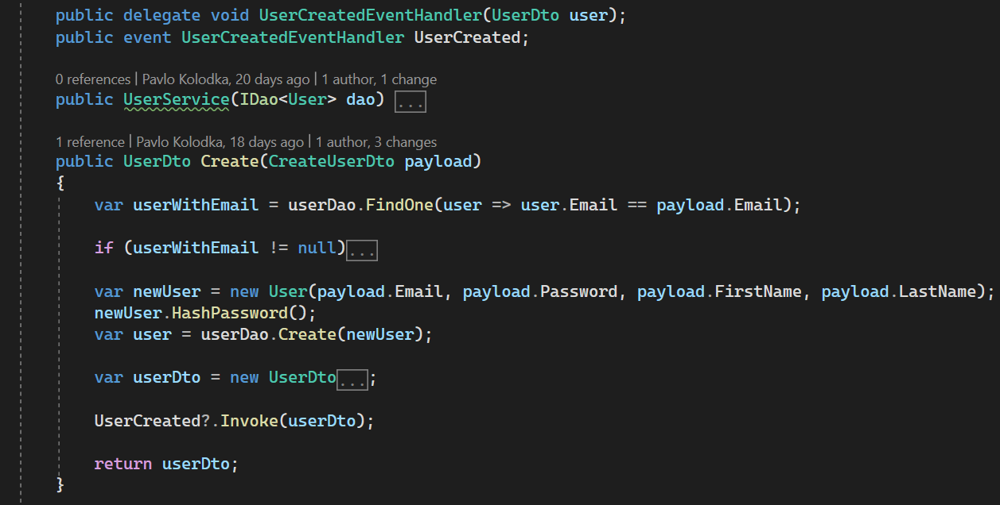 public delegate void UserCreatedEventHandler(UserDto user);
public event UserCreatedEventHandler UserCreated;
0 references | Pavlo Kolodka, 20 days ago | 1 author, 1 change
public UserService(IDao<User> dao) ...
1 reference | Pavlo Kolodka, 18 days ago | 1 author, 3 changes
public UserDto Create(CreateUserDto payload)
{
var userWithEmail = userDao.FindOne(user => user.Email == payload.Email);
if (userWithEmail != null)...
var newUser = new User(payload.Email, payload.Password, payload.FirstName, payload.LastName);
newUser.HashPassword();
var user = userDao.Create(newUser);
var userDto = new UserDto...;
UserCreated?.Invoke(userDto);
return userDto;
}